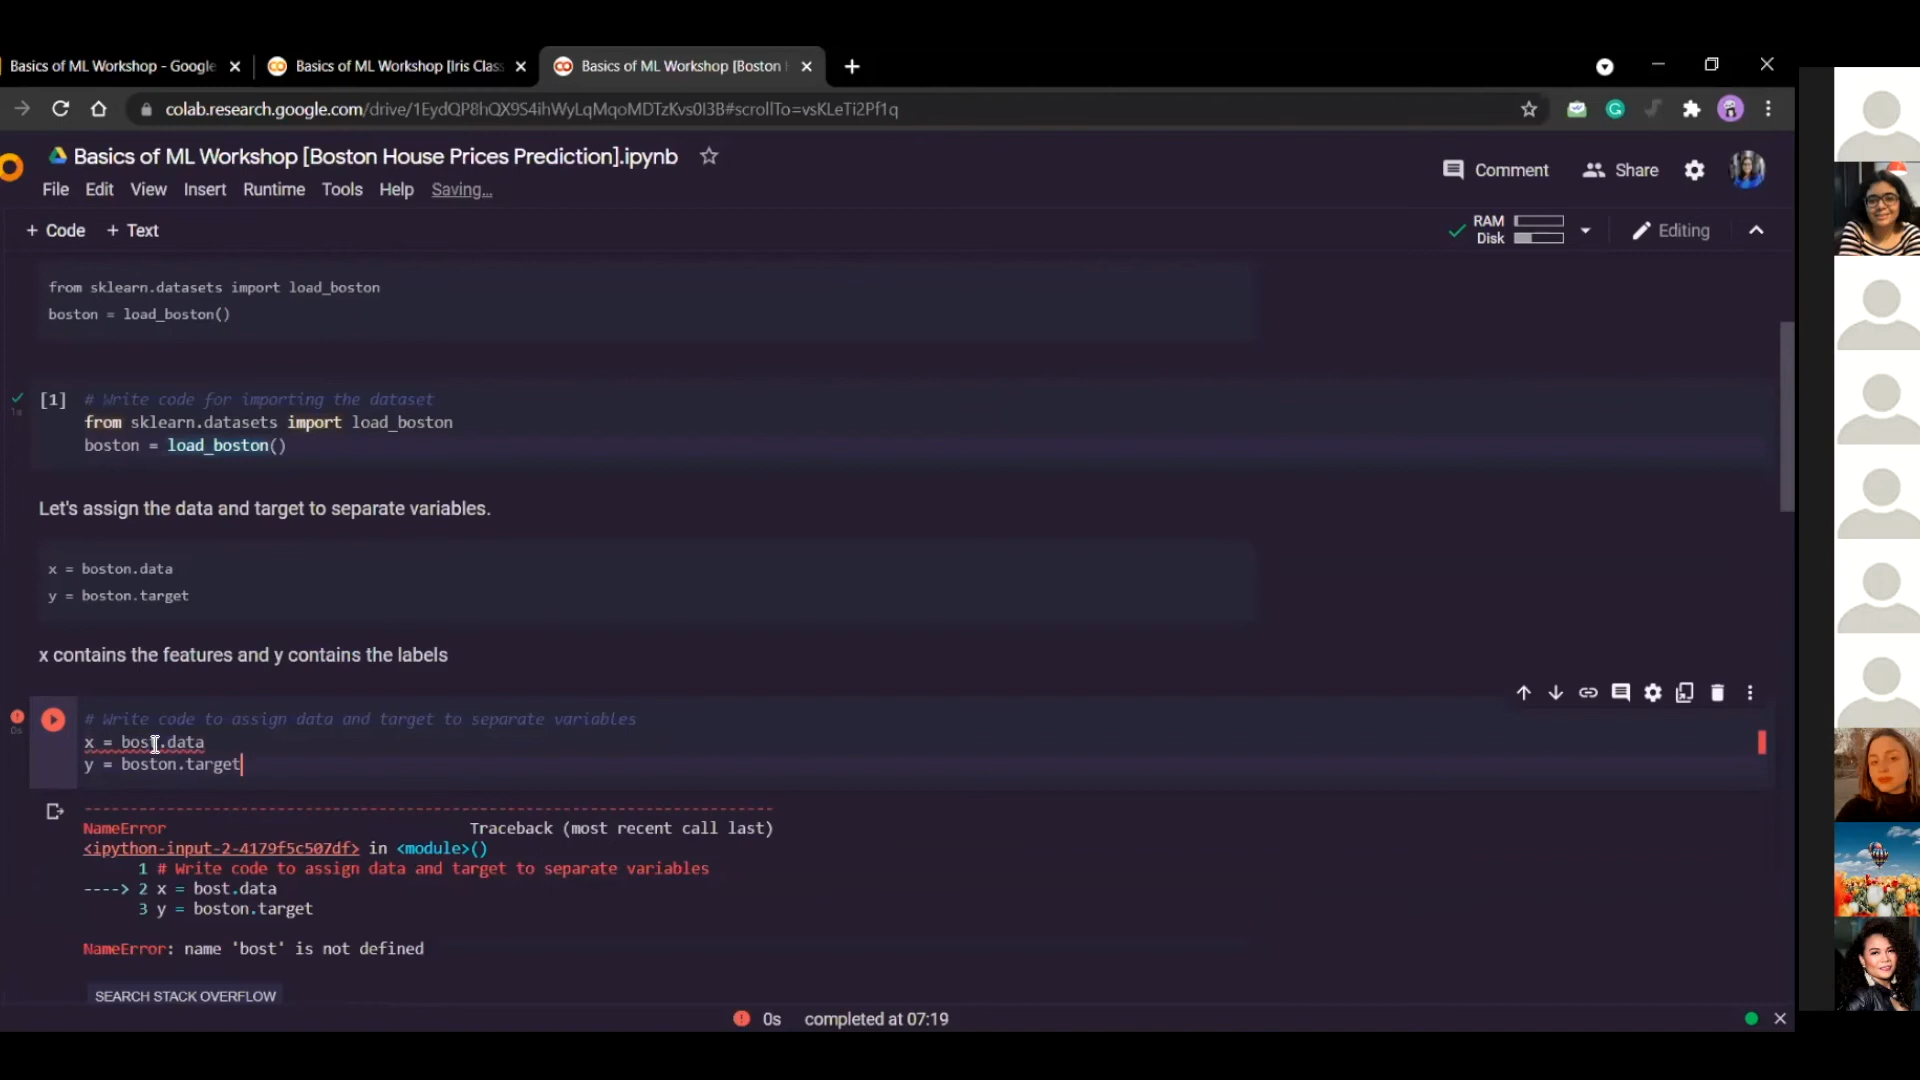 Basics of ML Workshop - Google
Basics of ML Workshop [Iris Clas
Basics of ML Workshop [Boston
colab.research.google.com/drive/1EydQP8hQX9S4ihWyLqMqoMDTzKvs0I3B#scrollTo=vsKLeTi2Pf1q
Basics of ML Workshop [Boston House Prices Prediction].ipynb
Comment
Share
File Edit View Insert Runtime Tools Help Saving...
+ Code + Text
RAM
Disk
Editing
from sklearn.datasets import load_boston
boston = load_boston()
[1] # Write code for importing the dataset
1s
from sklearn.datasets import load_boston
boston = load_boston()
Let's assign the data and target to separate variables.
x = boston.data
y = boston.target
x contains the features and y contains the labels
# Write code to assign data and target to separate variables
0s
x = bost.data
y = boston.target
---------------------------------------------------------------------------
NameError Traceback (most recent call last)
<ipython-input-2-4179f5c507df> in <module>()
1 # Write code to assign data and target to separate variables
----> 2 x = bost.data
3 y = boston.target
NameError: name 'bost' is not defined
SEARCH STACK OVERFLOW
0s completed at 07:19